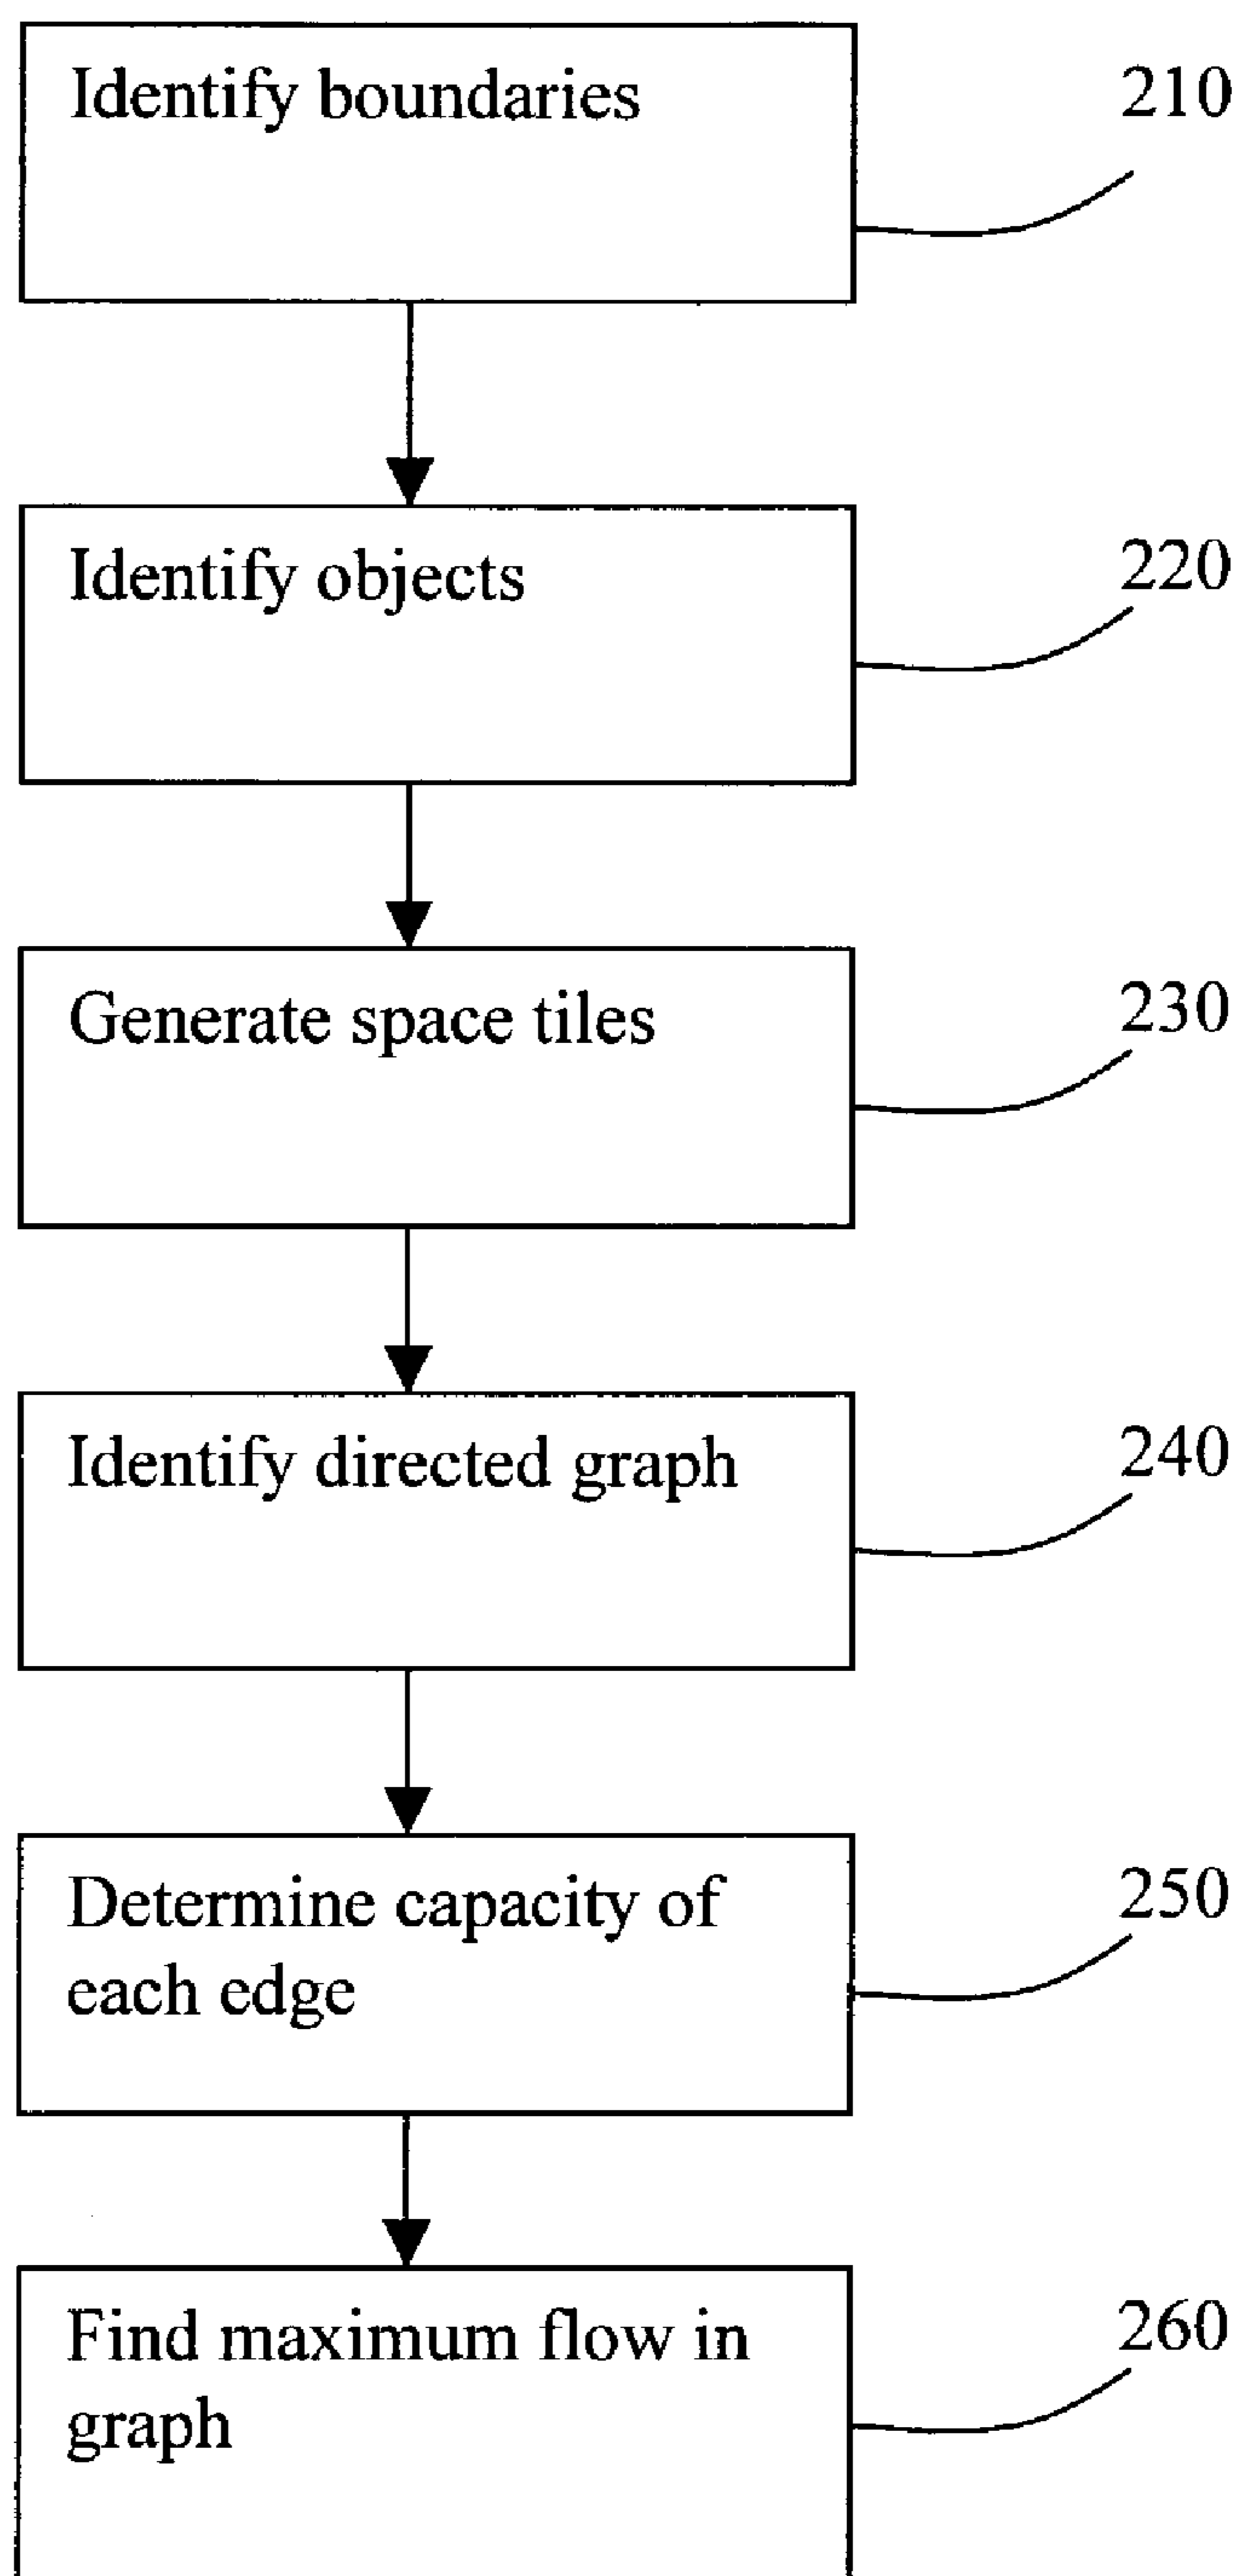 Identify boundaries
210
Identify objects
220
Generate space tiles
230
Identify directed graph
240
Determine capacity of
each edge
250
Find maximum flow in
graph
260